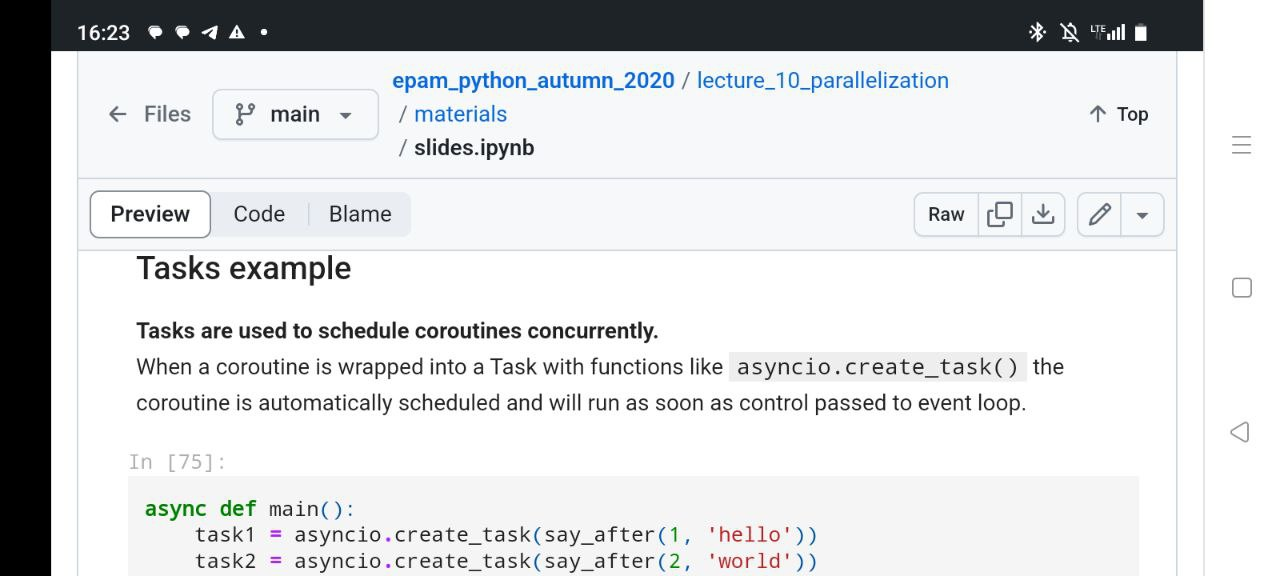 16:23
LTE
epam_python_autumn_2020 / lecture_10_parallelization
Files
main
/ materials
Top
/ slides.ipynb
Preview
Code
Blame
Raw
Tasks example
Tasks are used to schedule coroutines concurrently.
When a coroutine is wrapped into a Task with functions like asyncio.create_task() the
coroutine is automatically scheduled and will run as soon as control passed to event loop.
In [75]:
async def main():
    task1 = asyncio.create_task(say_after(1, 'hello'))
    task2 = asyncio.create_task(say_after(2, 'world'))